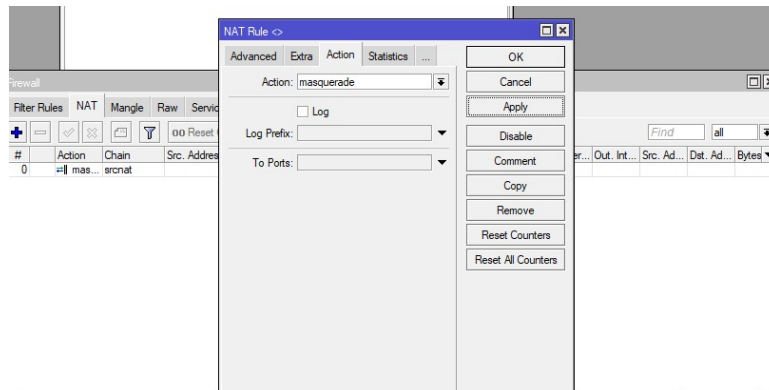 NAT Rule <>
Advanced Extra Action Statistics ...
Action: masquerade
Log
Log Prefix:
To Ports:
OK
Cancel
Apply
Disable
Comment
Copy
Remove
Reset Counters
Reset All Counters
Firewall
Filter Rules NAT Mangle Raw Servic
00 Reset
Find all
# Action Chain Src. Addres
er... Out. Int... Src. Ad... Dst. Ad... Bytes
0 mas... srcnat